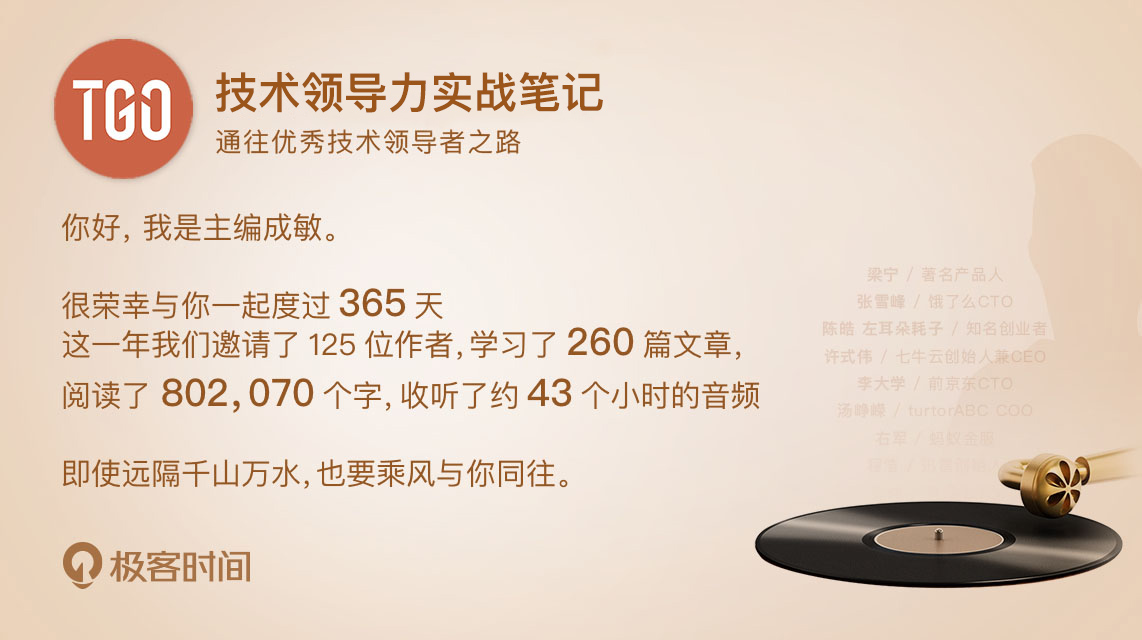 TGO
技术领导力实战笔记
通往优秀技术领导者之路
你好，我是主编成敏。
很荣幸与你一起度过 365 天
这一年我们邀请了 125 位作者，学习了 260 篇文章，
阅读了 802，070 个字，收听了约 43 个小时的音频
即使远隔千山万水，也要乘风与你同往。
极客时间
梁宁 / 著名产品人
张雪峰 / 饿了么CTO
陈皓 左耳朵耗子 / 知名创业者
许式伟 / 七牛云创始人兼CEO
李大学 / 前京东CTO
汤峥嵘 / turtorABC COO
右军 / 蚂蚁金服